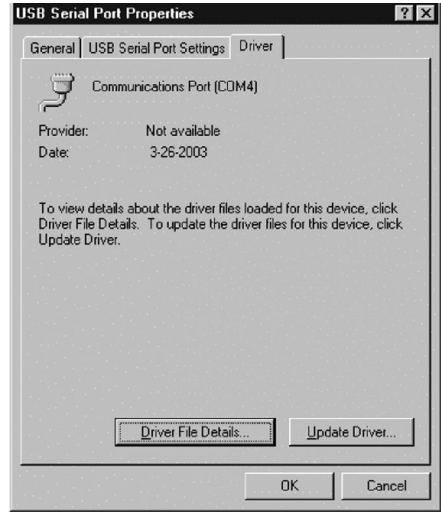 USB Serial Port Properties
General USB Serial Port Settings Driver
Communications Port (COM4)
Provider: Not available
Date: 3-26-2003
To view details about the driver files loaded for this device, click
Driver File Details. To update the driver files for this device, click
Update Driver.
Driver File Details... Update Driver...
OK Cancel